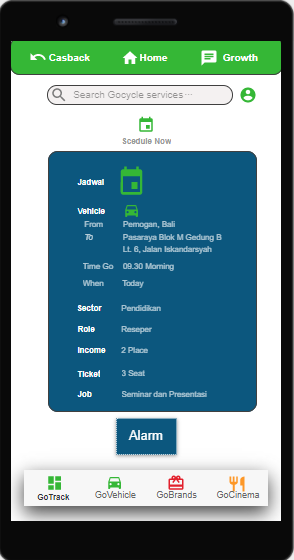 Casback Home Growth
Search Gocycle services···
Scedule Now
Jadwal
Vehicle
From Pemogan, Bali
To Pasaraya Blok M Gedung B
Lt. 6, Jalan Iskandarsyah
Time Go 09.30 Morning
When Today
Sector Pendidikan
Role Reseper
Income 2 Place
Ticket 3 Seat
Job Seminar dan Presentasi
Alarm
GoTrack GoVehicle GoBrands GoCinema